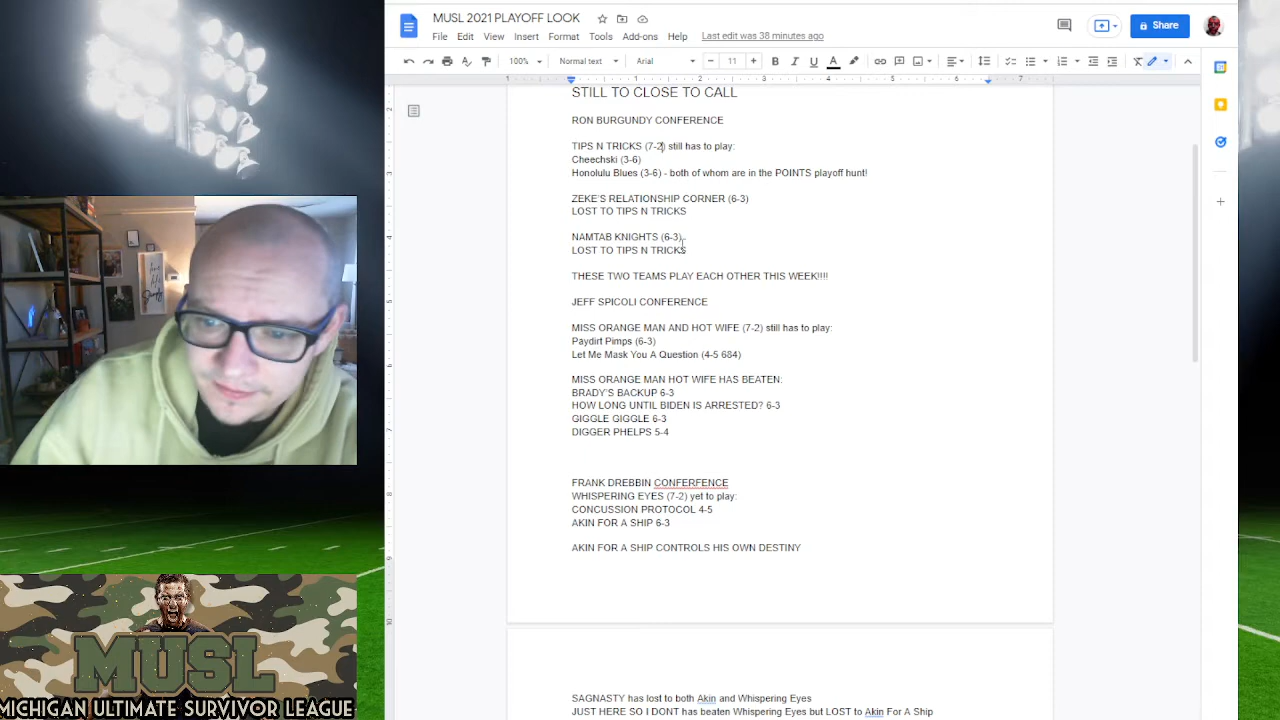 MUSL 2021 PLAYOFF LOOK
File Edit View Insert Format Tools Add-ons Help Last edit was 38 minutes ago
Share
100% Normal text Arial 11
1 1 2 3 4 5 6 7
STILL TO CLOSE TO CALL
RON BURGUNDY CONFERENCE
TIPS N TRICKS (7-2) still has to play:
Cheechski (3-6)
Honolulu Blues (3-6) - both of whom are in the POINTS playoff hunt!
ZEKE'S RELATIONSHIP CORNER (6-3)
LOST TO TIPS N TRICKS
NAMTAB KNIGHTS (6-3)
LOST TO TIPS N TRICKS
THESE TWO TEAMS PLAY EACH OTHER THIS WEEK!!!!
JEFF SPICOLI CONFERENCE
MISS ORANGE MAN AND HOT WIFE (7-2) still has to play:
Paydirt Pimps (6-3)
Let Me Mask You A Question (4-5 684)
MISS ORANGE MAN HOT WIFE HAS BEATEN:
BRADY'S BACKUP 6-3
HOW LONG UNTIL BIDEN IS ARRESTED? 6-3
GIGGLE GIGGLE 6-3
DIGGER PHELPS 5-4
FRANK DREBBIN CONFERFENCE
WHISPERING EYES (7-2) yet to play:
CONCUSSION PROTOCOL 4-5
AKIN FOR A SHIP 6-3
AKIN FOR A SHIP CONTROLS HIS OWN DESTINY
SAGNASTY has lost to both Akin and Whispering Eyes
JUST HERE SO I DONT has beaten Whispering Eyes but LOST to Akin For A Ship
MUSL
MICHIGAN ULTIMATE SURVIVOR LEAGUE